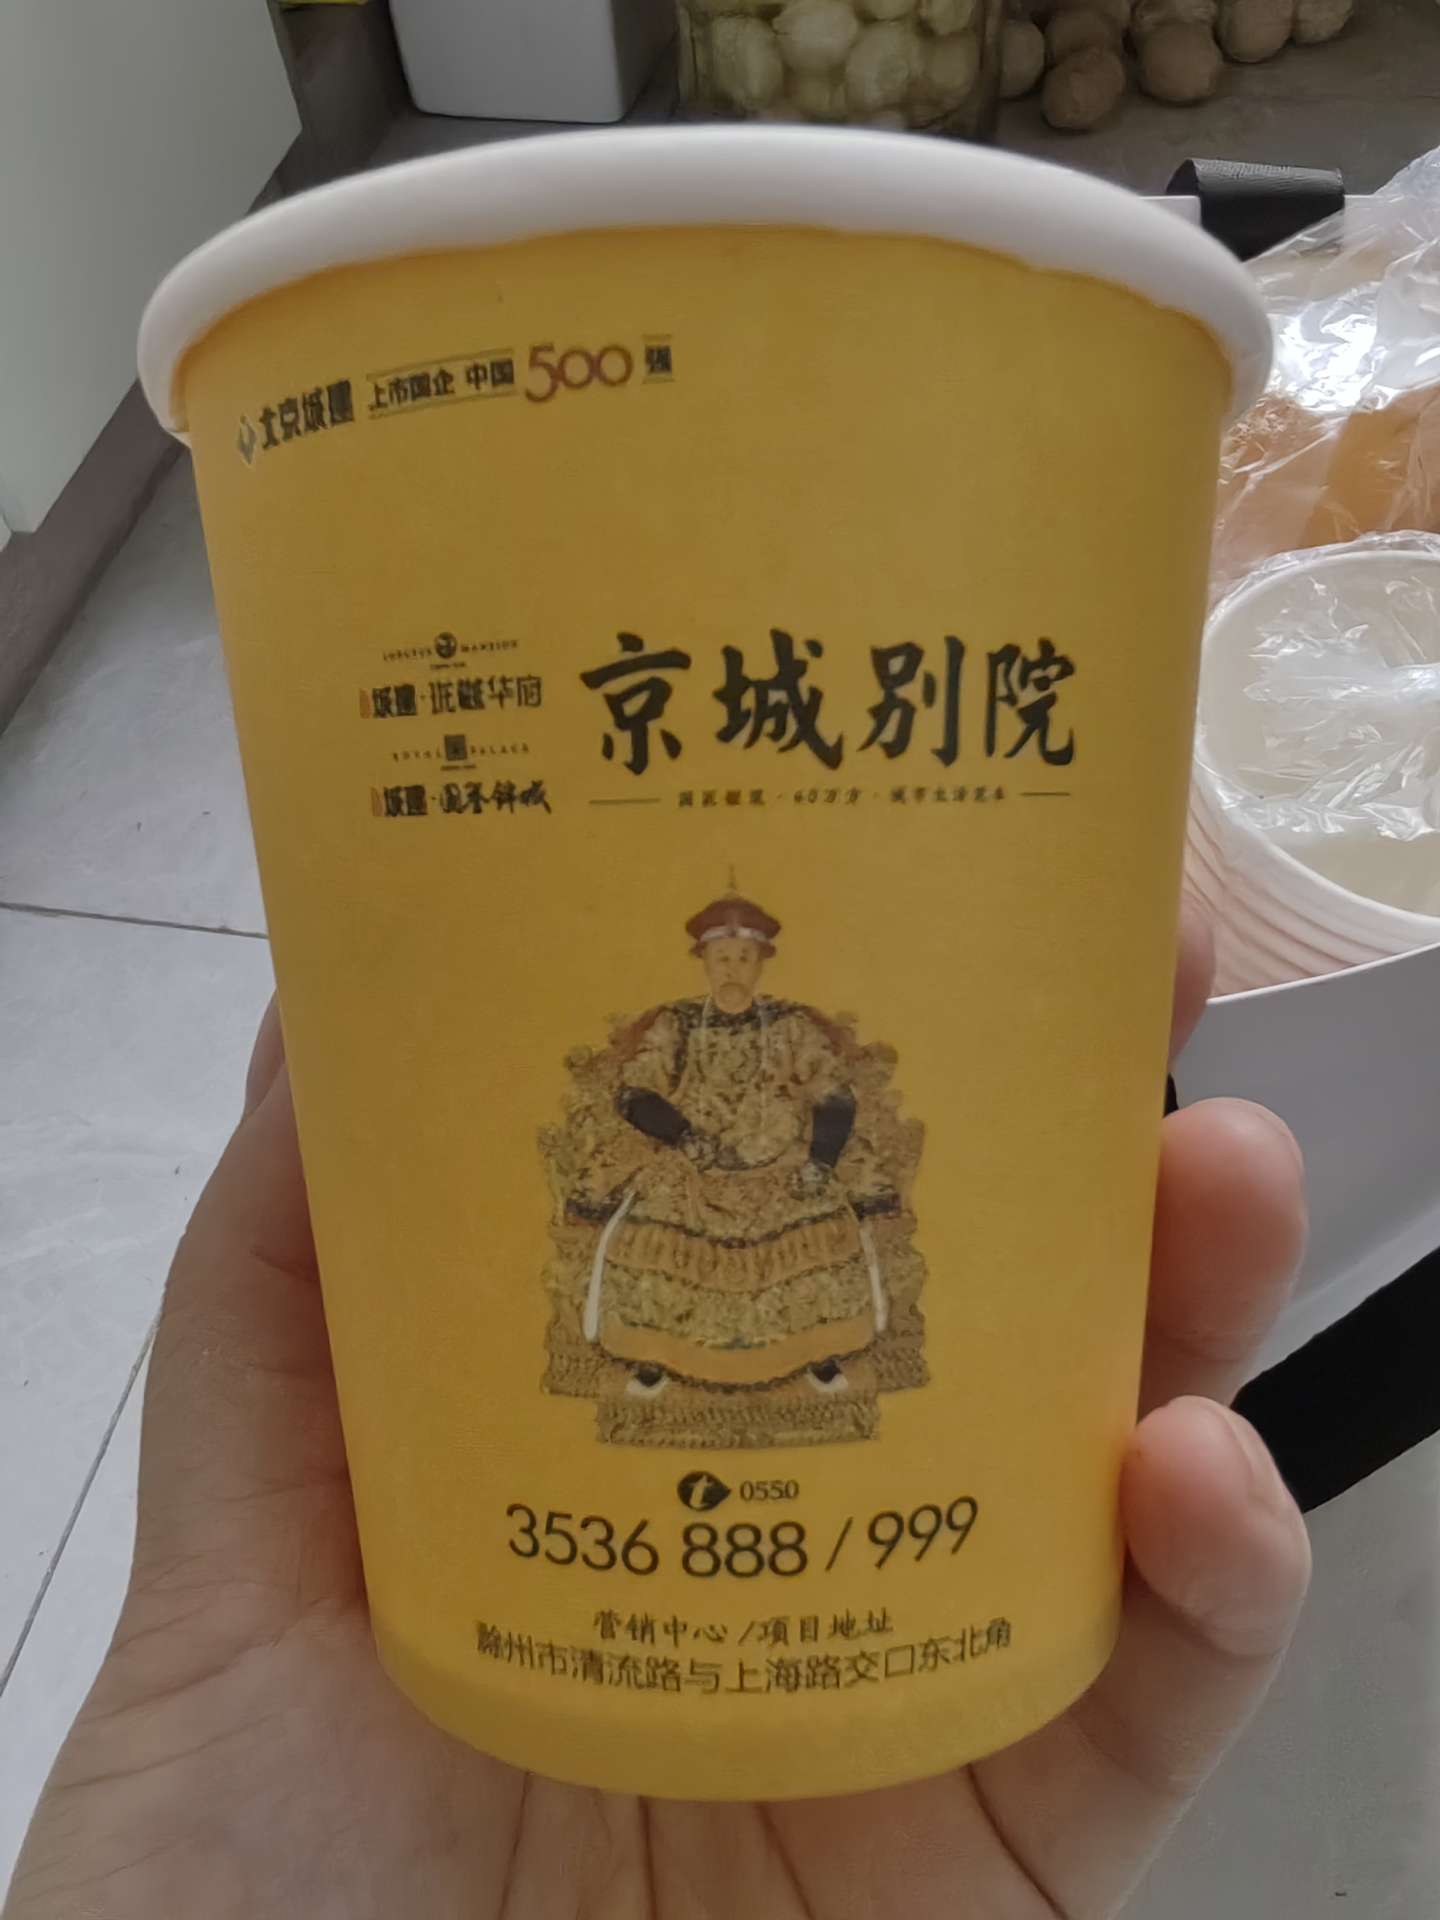 北京城建 上市国企 中国500强
城建·珑樾华府
京城别院
城建·国誉锦城
0550
3536 888 / 999
营销中心/项目地址
滁州市清流路与上海路交口东北角